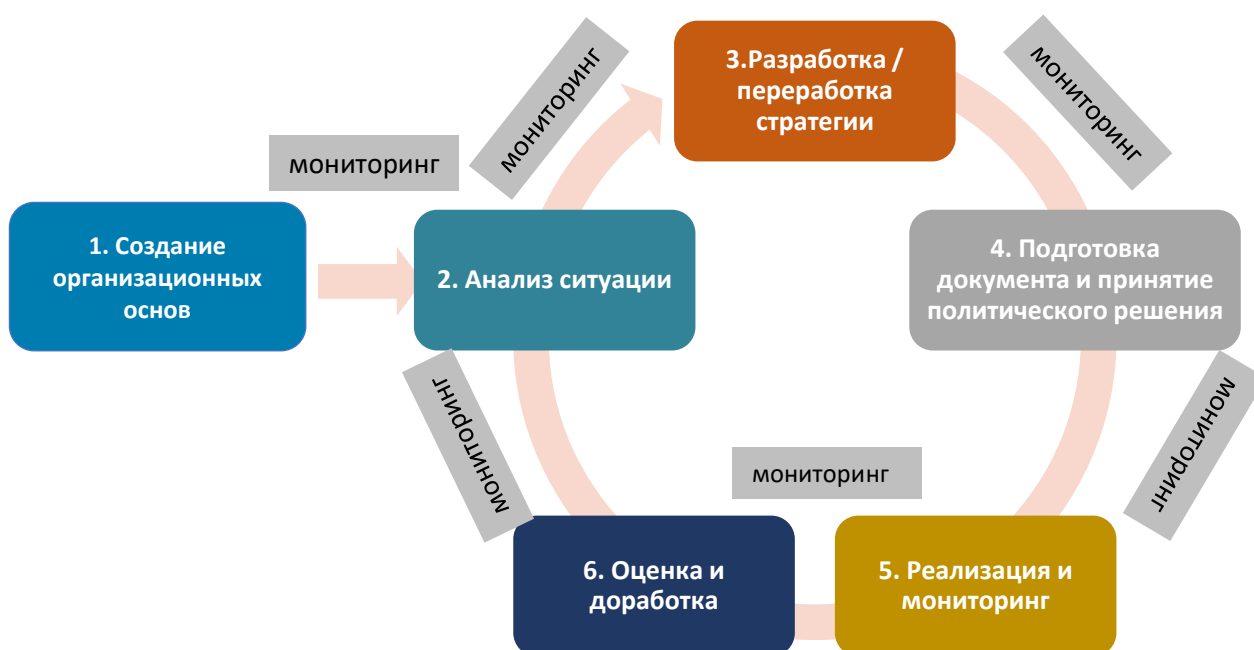 мониторинг
мониторинг
3.Разработка /
переработка
стратегии
мониторинг
1. Создание
организационных
основ
2. Анализ ситуации
4. Подготовка
документа и принятие
политического решения
мониторинг
мониторинг
мониторинг
6. Оценка и
доработка
5. Реализация и
мониторинг